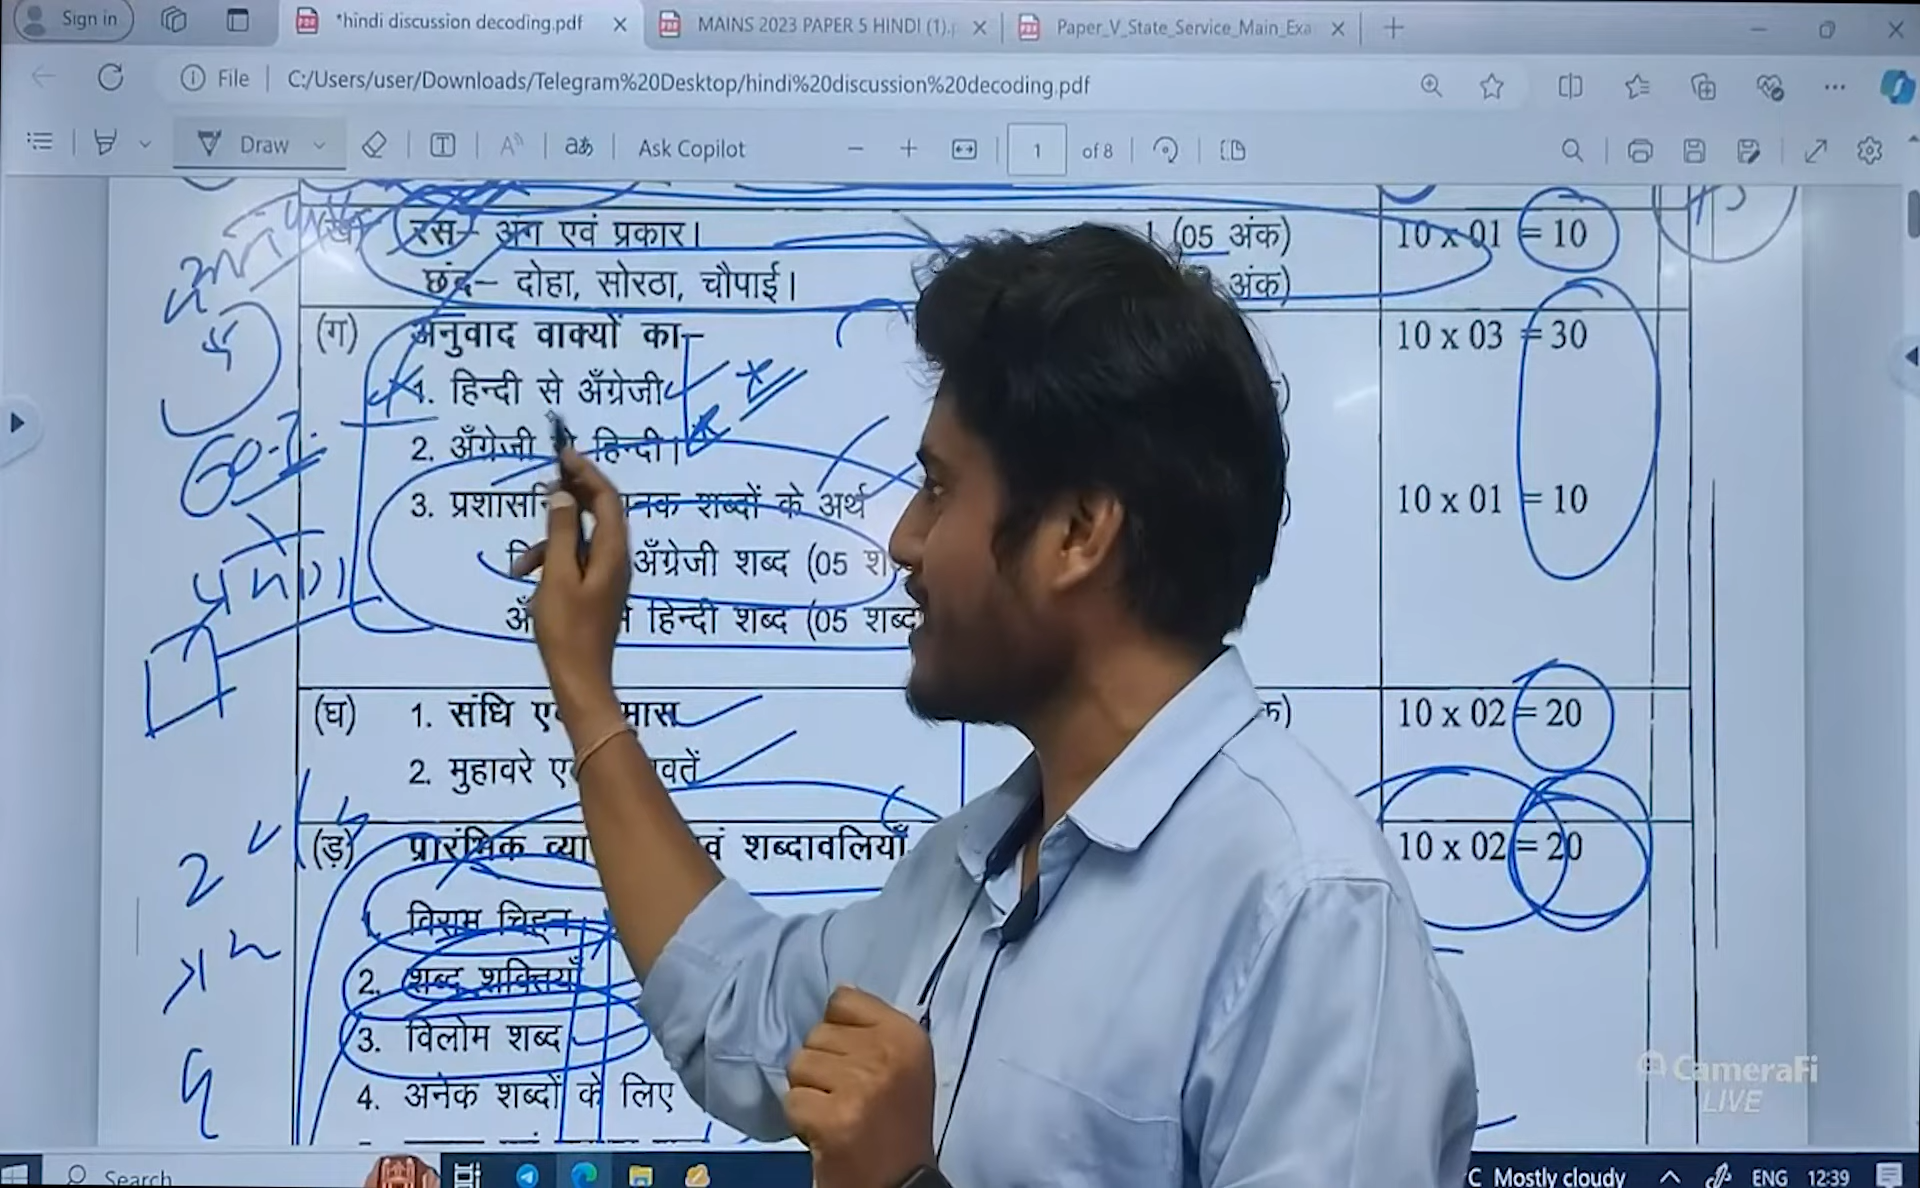 Sign in
*hindi discussion decoding.pdf
MAINS 2023 PAPER 5 HINDI (1).p
Paper_V_State_Service_Main_Exa
File
C:/Users/user/Downloads/Telegram%20Desktop/hindi%20discussion%20decoding.pdf
Draw
Ask Copilot
1 of 8
(ख) रस– अंग एवं प्रकार। (05 अंक) 10 x 01 = 10
छंद– दोहा, सोरठा, चौपाई। अंक)
(ग) अनुवाद वाक्यों का– 10 x 03 = 30
1. हिन्दी से अँग्रेजी
2. अँग्रेजी से हिन्दी।
3. प्रशासनि नक शब्दों के अर्थ 10 x 01 = 10
अँग्रेजी शब्द (05
हिन्दी शब्द (05 शब्द
(घ) 1. संधि ए मास 10 x 02 = 20
2. मुहावरे ए वतें
(ड़) प्रारंभिक व्या वं शब्दावलियाँ 10 x 02 = 20
1. विराम चिह्न
2. शब्द शक्तियाँ
3. विलोम शब्द
4. अनेक शब्दों के लिए
CameraFi
LIVE
Search
C Mostly cloudy
ENG
12:39